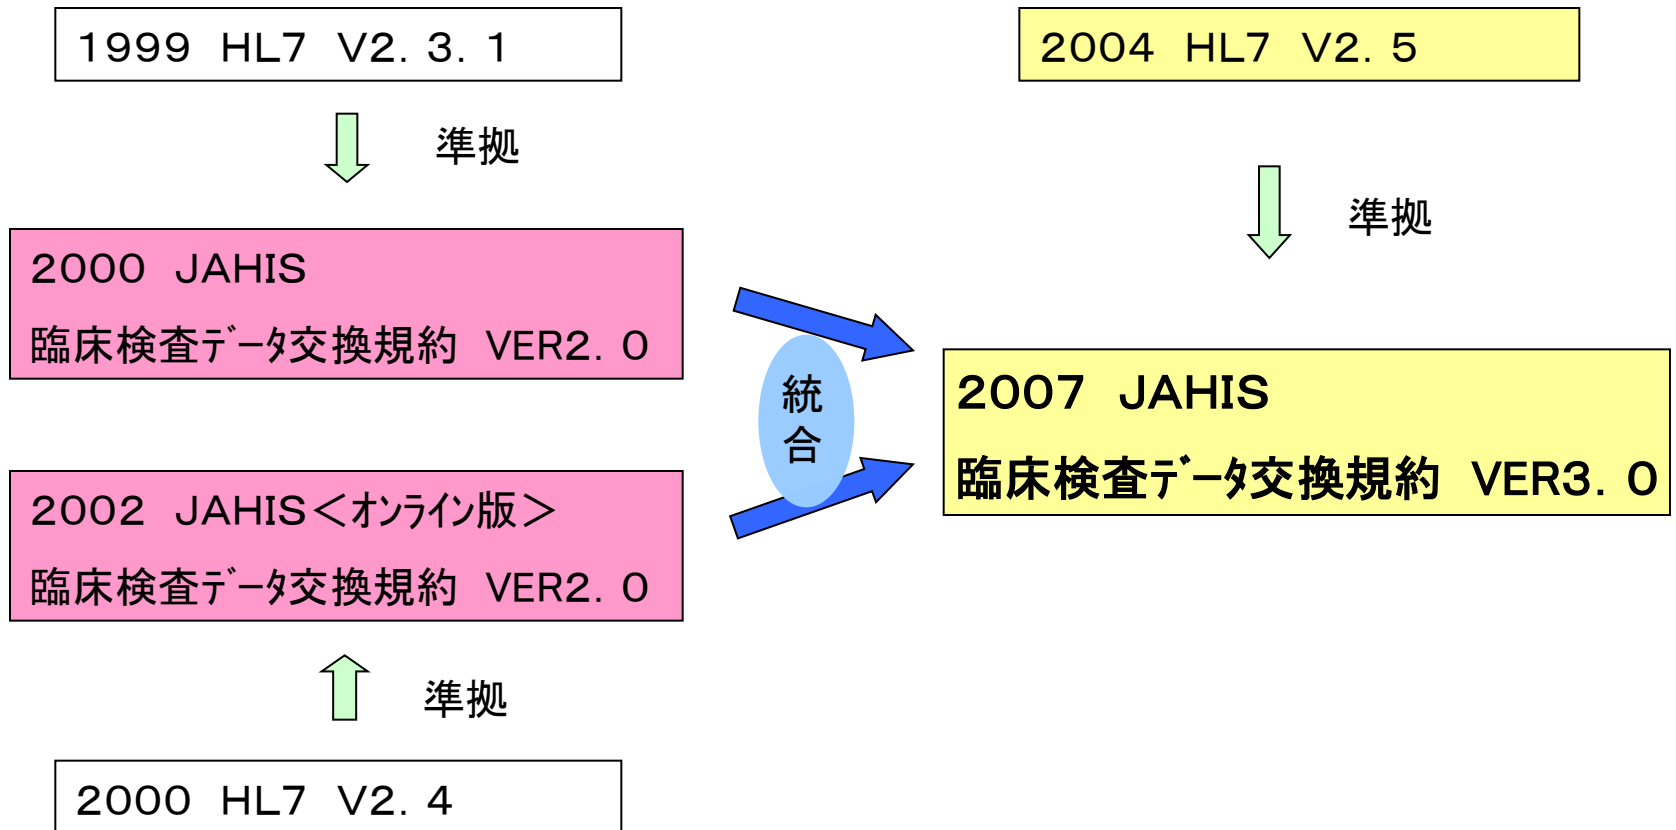 1999 HL7 V2.3.1
準拠
2000 JAHIS
臨床検査ﾃﾞｰﾀ交換規約 VER2.0
2002 JAHIS<ｵﾝﾗｲﾝ版>
臨床検査ﾃﾞｰﾀ交換規約 VER2.0
準拠
2000 HL7 V2.4
統
合
2004 HL7 V2.5
準拠
2007 JAHIS
臨床検査ﾃﾞｰﾀ交換規約 VER3.0